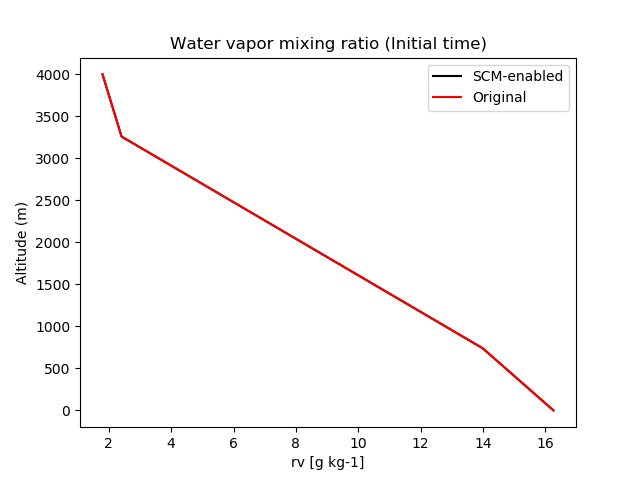 Water vapor mixing ratio (Initial time)
SCM-enabled
Original
Altitude (m)
4000
3500
3000
2500
2000
1500
1000
500
0
2 4 6 8 10 12 14 16
rv [g kg-1]